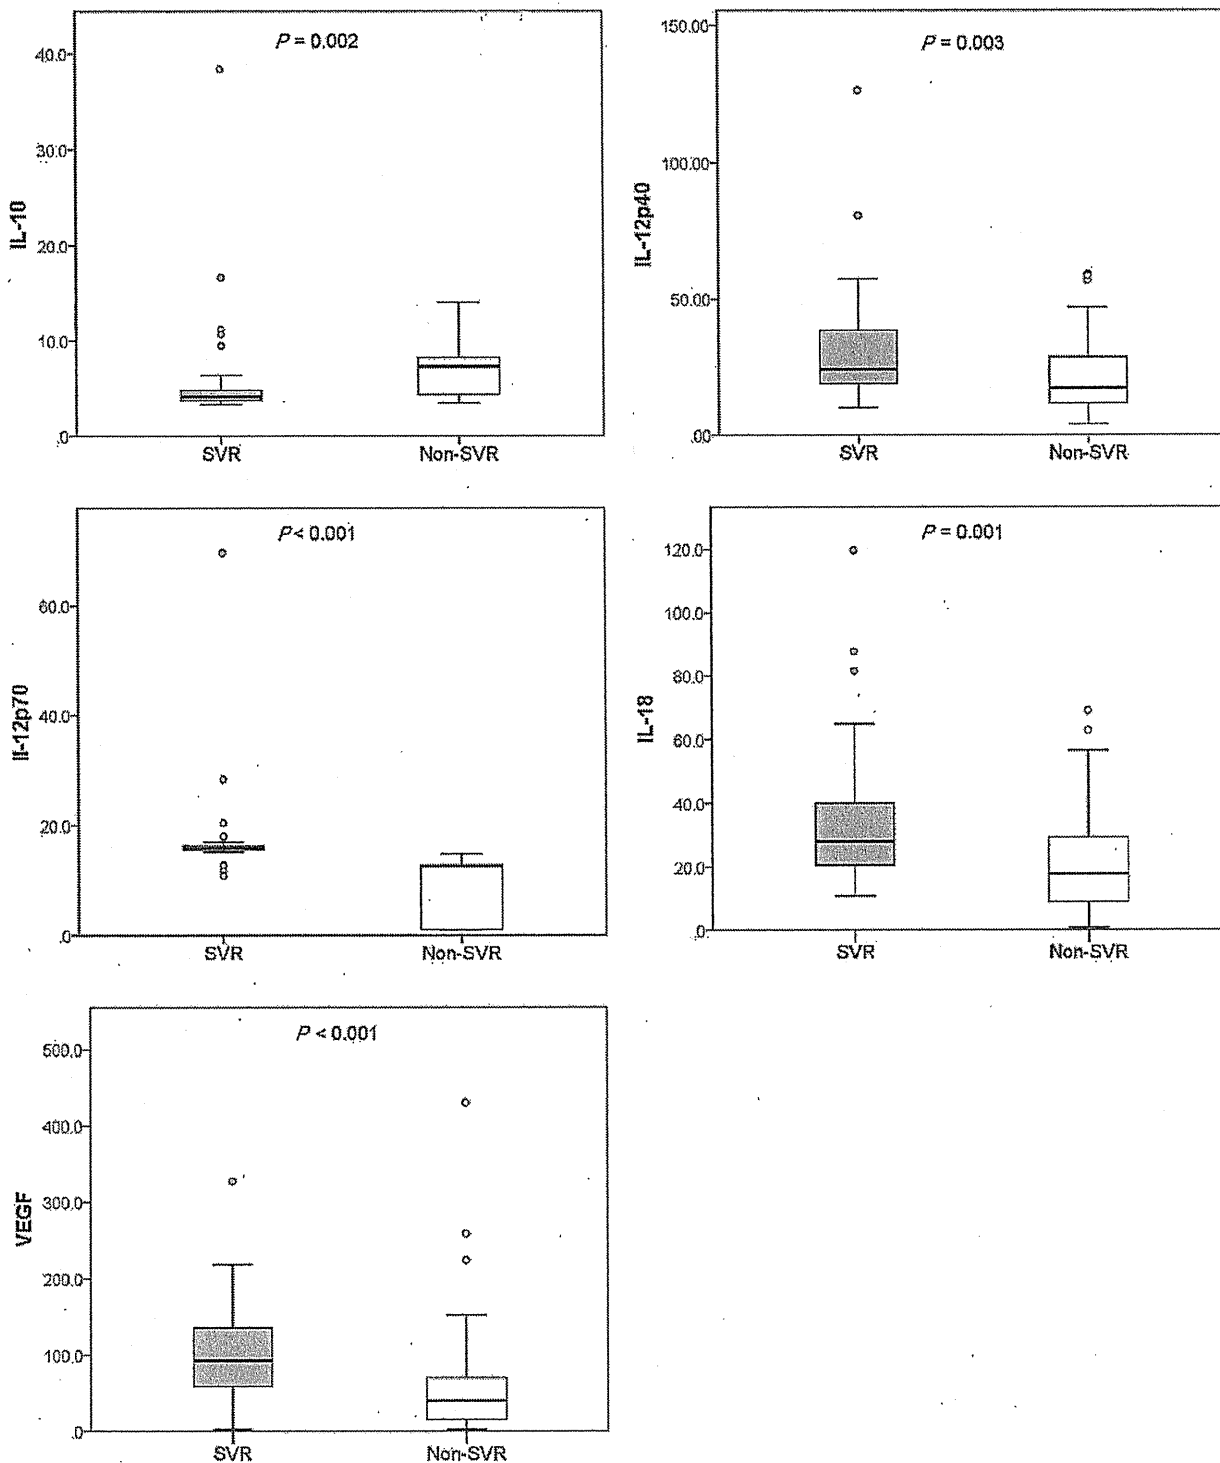 P = 0.002
40.0
30.0
20.0
10.0
.0
IL-10
SVR
Non-SVR
P = 0.003
150.00
100.00
50.00
.00
IL-12p40
SVR
Non-SVR
P < 0.001
60.0
40.0
20.0
.0
Il-12p70
SVR
Non-SVR
P = 0.001
120.0
100.0
80.0
60.0
40.0
20.0
.0
IL-18
SVR
Non-SVR
P < 0.001
500.0
400.0
300.0
200.0
100.0
.0
VEGF
SVR
Non-SVR